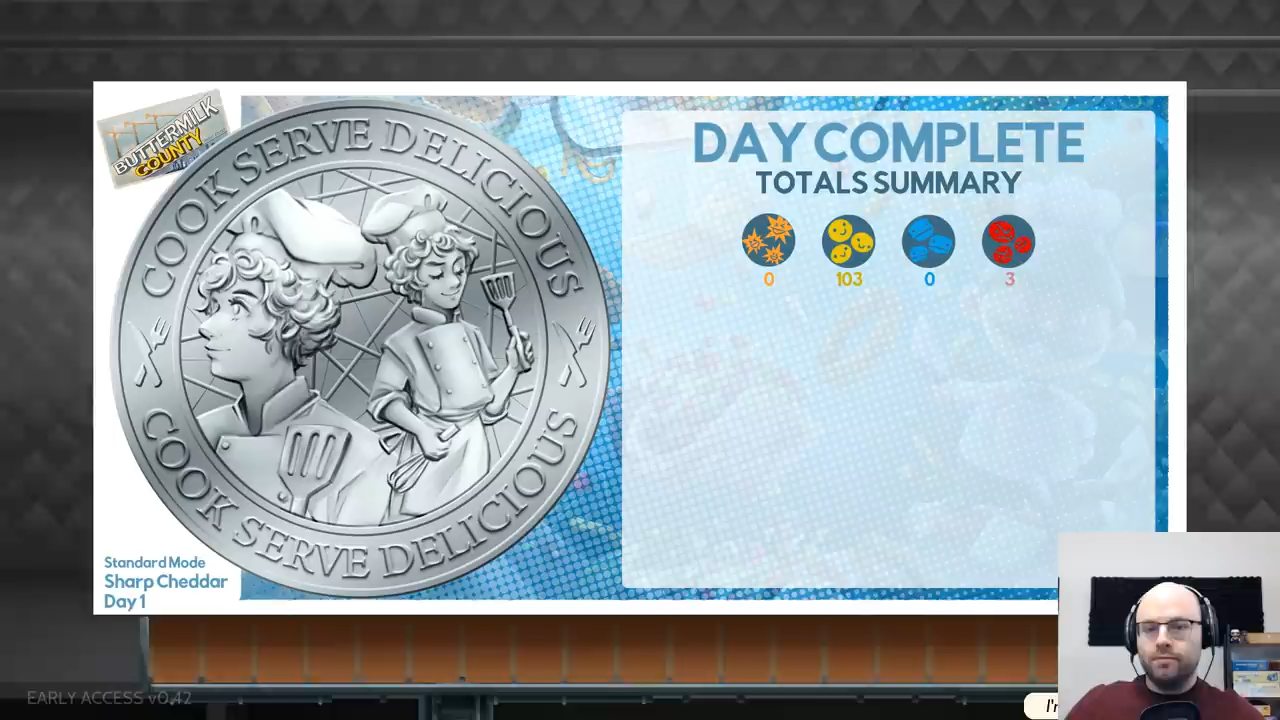 BUTTERMILK
COUNTY
COOK SERVE DELICIOUS
COOK SERVE DELICIOUS
DAY COMPLETE
TOTALS SUMMARY
0 103 0 3
Standard Mode
Sharp Cheddar
Day 1
EARLY ACCESS v0.42